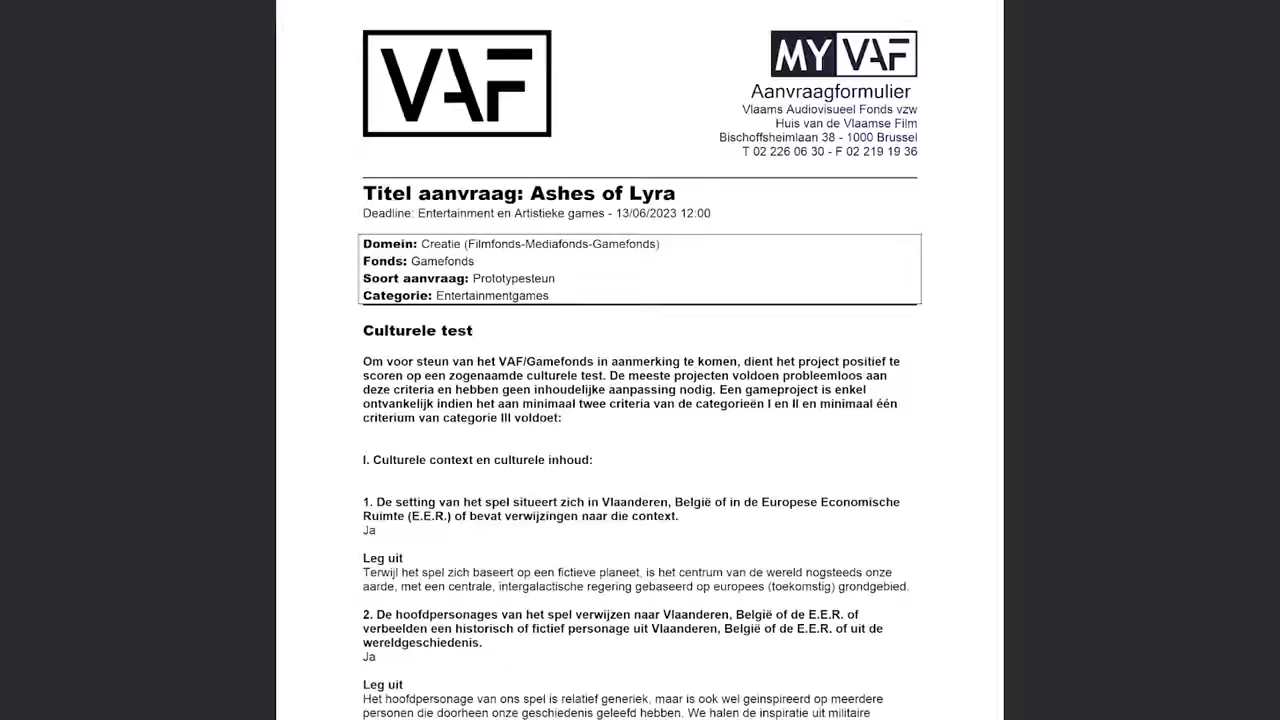 VAF
MY VAF
Aanvraagformulier
Vlaams Audiovisueel Fonds vzw
Huis van de Vlaamse Film
Bischoffsheimlaan 38 - 1000 Brussel
T 02 226 06 30 - F 02 219 19 36
Titel aanvraag: Ashes of Lyra
Deadline: Entertainment en Artistieke games - 13/06/2023 12:00
Domein: Creatie (Filmfonds-Mediafonds-Gamefonds)
Fonds: Gamefonds
Soort aanvraag: Prototypesteun
Categorie: Entertainmentgames
Culturele test
Om voor steun van het VAF/Gamefonds in aanmerking te komen, dient het project positief te
scoren op een zogenaamde culturele test. De meeste projecten voldoen probleemloos aan
deze criteria en hebben geen inhoudelijke aanpassing nodig. Een gameproject is enkel
ontvankelijk indien het aan minimaal twee criteria van de categorieën I en II en minimaal één
criterium van categorie III voldoet:
I. Culturele context en culturele inhoud:
1. De setting van het spel situeert zich in Vlaanderen, België of in de Europese Economische
Ruimte (E.E.R.) of bevat verwijzingen naar die context.
Ja
Leg uit
Terwijl het spel zich baseert op een fictieve planeet, is het centrum van de wereld nogsteeds onze
aarde, met een centrale, intergalactische regering gebaseerd op europees (toekomstig) grondgebied.
2. De hoofdpersonages van het spel verwijzen naar Vlaanderen, België of de E.E.R. of
verbeelden een historisch of fictief personage uit Vlaanderen, België of de E.E.R. of uit de
wereldgeschiedenis.
Ja
Leg uit
Het hoofdpersonage van ons spel is relatief generiek, maar is ook wel geinspireerd op meerdere
personen die doorheen onze geschiedenis geleefd hebben. We halen de inspiratie uit militaire